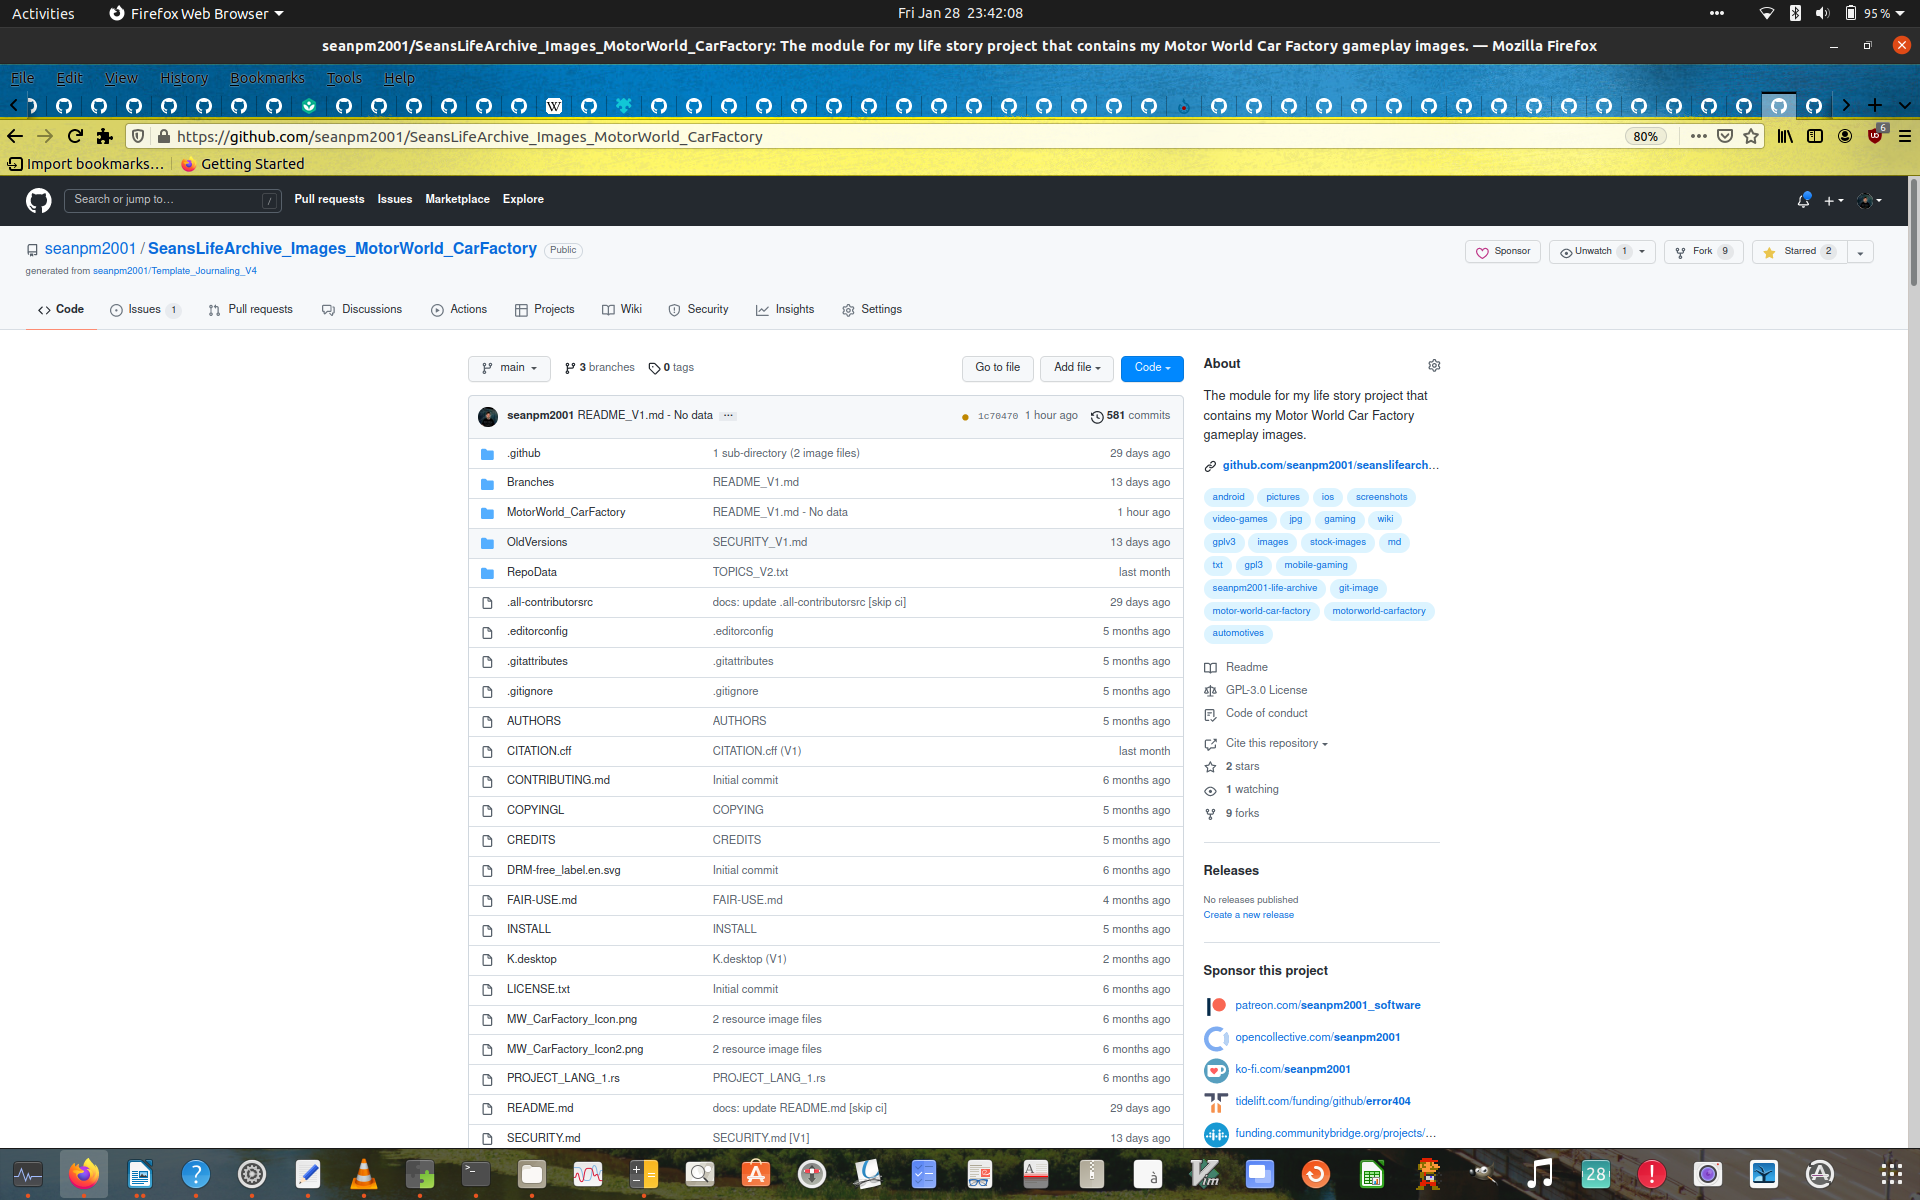 Activities
Firefox Web Browser
Fri Jan 28 23:42:08
95 %
seanpm2001/SeansLifeArchive_Images_MotorWorld_CarFactory: The module for my life story project that contains my Motor World Car Factory gameplay images. — Mozilla Firefox
File Edit View History Bookmarks Tools Help
https://github.com/seanpm2001/SeansLifeArchive_Images_MotorWorld_CarFactory
80%
6
Import bookmarks…
Getting Started
Search or jump to…
/
Pull requests Issues Marketplace Explore
seanpm2001 / SeansLifeArchive_Images_MotorWorld_CarFactory Public
generated from seanpm2001/Template_Journaling_V4
Sponsor
Unwatch 1
Fork 9
Starred 2
Code
Issues 1
Pull requests
Discussions
Actions
Projects
Wiki
Security
Insights
Settings
main
3 branches
0 tags
Go to file
Add file
Code
seanpm2001 README_V1.md - No data ...
1c70470 1 hour ago
581 commits
.github 1 sub-directory (2 image files) 29 days ago
Branches README_V1.md 13 days ago
MotorWorld_CarFactory README_V1.md - No data 1 hour ago
OldVersions SECURITY_V1.md 13 days ago
RepoData TOPICS_V2.txt last month
.all-contributorsrc docs: update .all-contributorsrc [skip ci] 29 days ago
.editorconfig .editorconfig 5 months ago
.gitattributes .gitattributes 5 months ago
.gitignore .gitignore 5 months ago
AUTHORS AUTHORS 5 months ago
CITATION.cff CITATION.cff (V1) last month
CONTRIBUTING.md Initial commit 6 months ago
COPYINGL COPYING 5 months ago
CREDITS CREDITS 5 months ago
DRM-free_label.en.svg Initial commit 6 months ago
FAIR-USE.md FAIR-USE.md 4 months ago
INSTALL INSTALL 5 months ago
K.desktop K.desktop (V1) 2 months ago
LICENSE.txt Initial commit 6 months ago
MW_CarFactory_Icon.png 2 resource image files 6 months ago
MW_CarFactory_Icon2.png 2 resource image files 6 months ago
PROJECT_LANG_1.rs PROJECT_LANG_1.rs 6 months ago
README.md docs: update README.md [skip ci] 29 days ago
SECURITY.md SECURITY.md [V1] 13 days ago
About
The module for my life story project that
contains my Motor World Car Factory
gameplay images.
github.com/seanpm2001/seanslifearch…
android pictures ios screenshots
video-games jpg gaming wiki
gplv3 images stock-images md
txt gpl3 mobile-gaming
seanpm2001-life-archive git-image
motor-world-car-factory motorworld-carfactory
automotives
Readme
GPL-3.0 License
Code of conduct
Cite this repository
2 stars
1 watching
9 forks
Releases
No releases published
Create a new release
Sponsor this project
patreon.com/seanpm2001_software
opencollective.com/seanpm2001
ko-fi.com/seanpm2001
tidelift.com/funding/github/error404
funding.communitybridge.org/projects/…
28